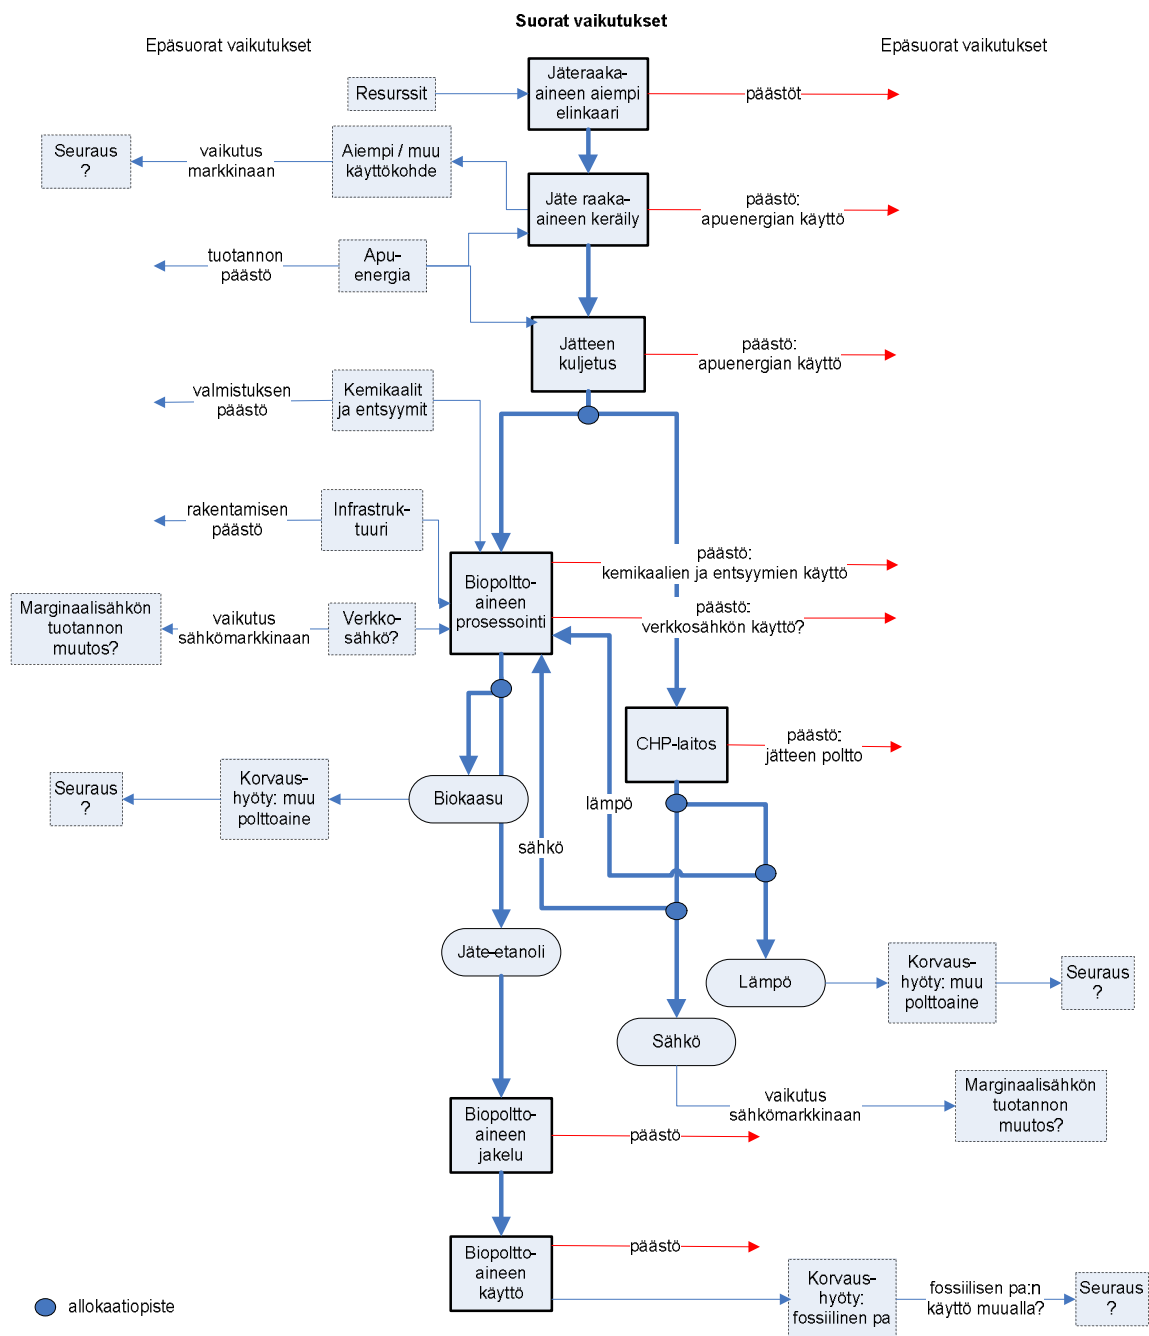 Suorat vaikutukset
Epäsuorat vaikutukset
Epäsuorat vaikutukset
Resurssit
Jäteraaka-
aineen aiempi
elinkaari
päästöt
Seuraus
?
vaikutus
markkinaan
Aiempi / muu
käyttökohde
Jäte raaka-
aineen keräily
päästö:
apuenergian käyttö
tuotannon
päästö
Apu-
energia
Jätteen
kuljetus
päästö:
apuenergian käyttö
valmistuksen
päästö
Kemikaalit
ja entsyymit
rakentamisen
päästö
Infrastruk-
tuuri
Biopoltto-
aineen
prosessointi
päästö:
kemikaalien ja entsyymien käyttö
Marginaalisähkön
tuotannon
muutos?
vaikutus
sähkömarkkinaan
Verkko-
sähkö?
päästö:
verkkosähkön käyttö?
CHP-laitos
päästö:
jätteen poltto
Seuraus
?
Korvaus-
hyöty: muu
polttoaine
Biokaasu
lämpö
sähkö
Jäte-etanoli
Lämpö
Korvaus-
hyöty: muu
polttoaine
Seuraus
?
Sähkö
vaikutus
sähkömarkkinaan
Marginaalisähkön
tuotannon
muutos?
Biopoltto-
aineen
jakelu
päästö
Biopoltto-
aineen
käyttö
päästö
Korvaus-
hyöty:
fossiilinen pa
fossiilisen pa:n
käyttö muualla?
Seuraus
?
allokaatiopiste